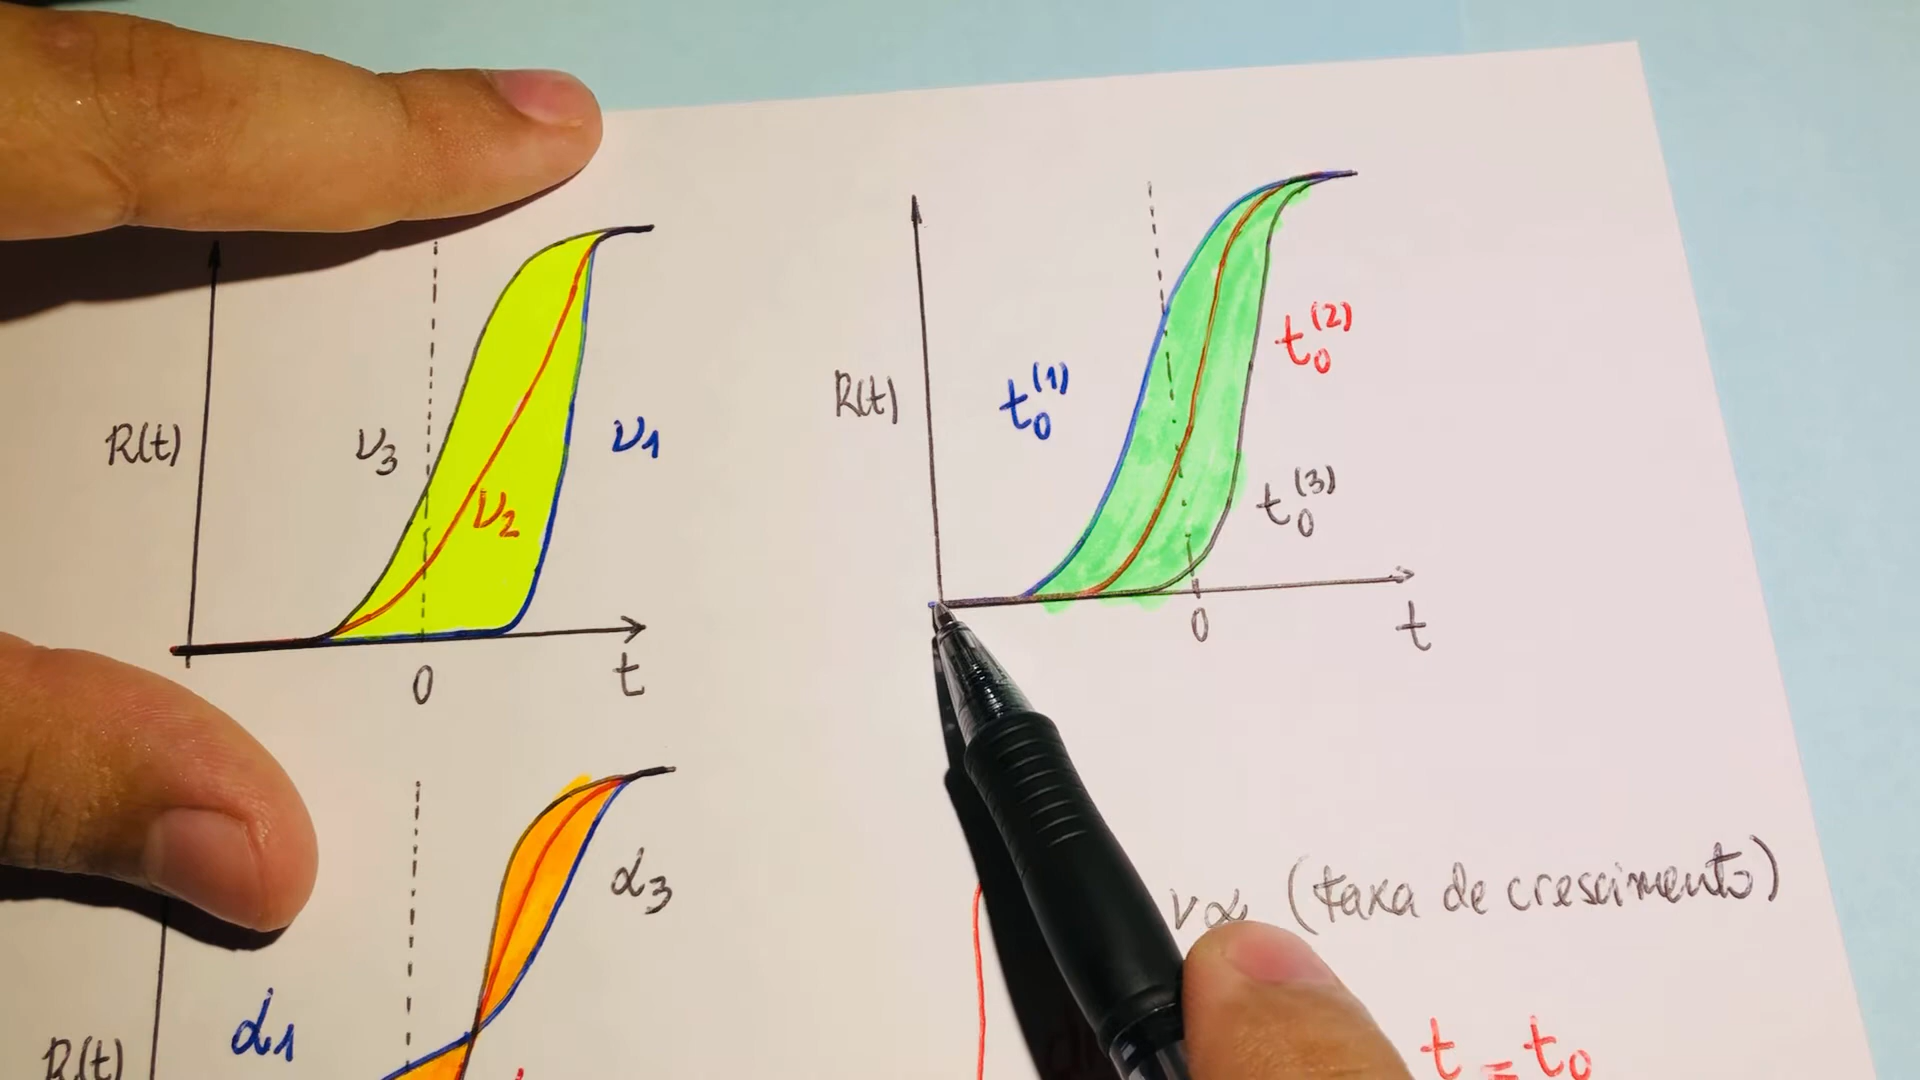 R(t)
ν3
ν2
ν1
0
t
R(t)
t0(1)
t0(2)
t0(3)
0
t
α3
α1
R(t)
να (taxa de crescimento)
t = t0